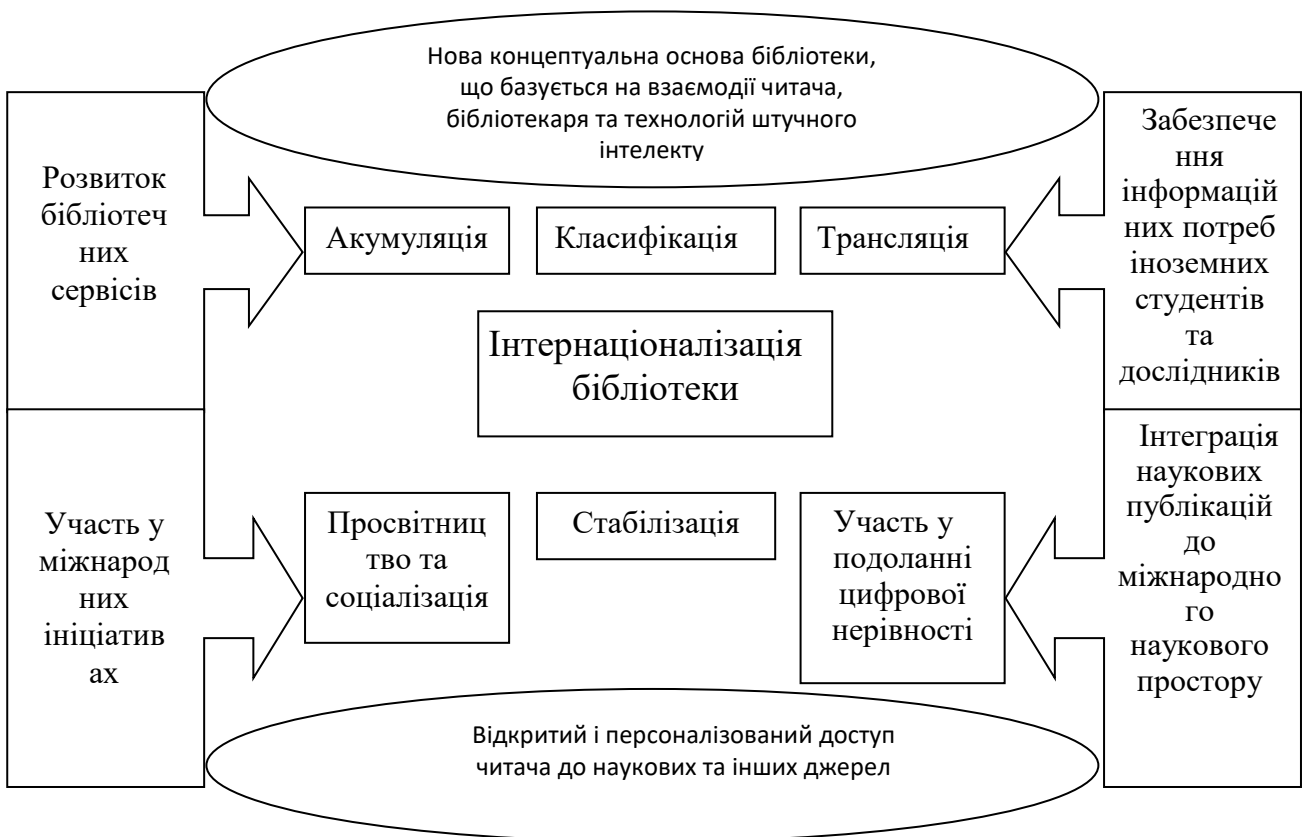 Нова концептуальна основа бібліотеки,
що базується на взаємодії читача,
бібліотекаря та технологій штучного
інтелекту
Розвиток
бібліотеч
них
сервісів
Акумуляція
Класифікація
Трансляція
Забезпече
ння
інформацій
них потреб
іноземних
студентів
та
дослідників
Інтернаціоналізація
бібліотеки
Участь у
міжнарод
них
ініціатив
ах
Просвітниц
тво та
соціалізація
Стабілізація
Участь у
подоланні
цифрової
нерівності
Інтеграція
наукових
публікацій
до
міжнародно
го
наукового
простору
Відкритий і персоналізований доступ
читача до наукових та інших джерел